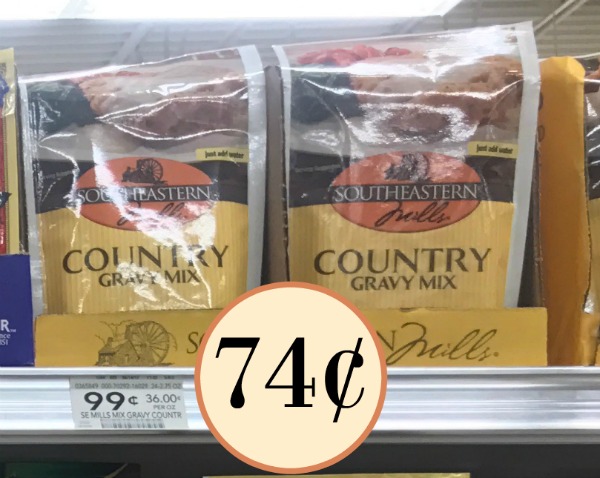 just add water
just add water
SOUTHEASTERN
Mills
SOUTHEASTERN
Mills.
COUNTRY
GRAVY MIX
COUNTRY
GRAVY MIX
R
S
N Mills.
74¢
99¢ 36.00¢
PER OZ
SE MILLS MIX GRAVY COUNTR